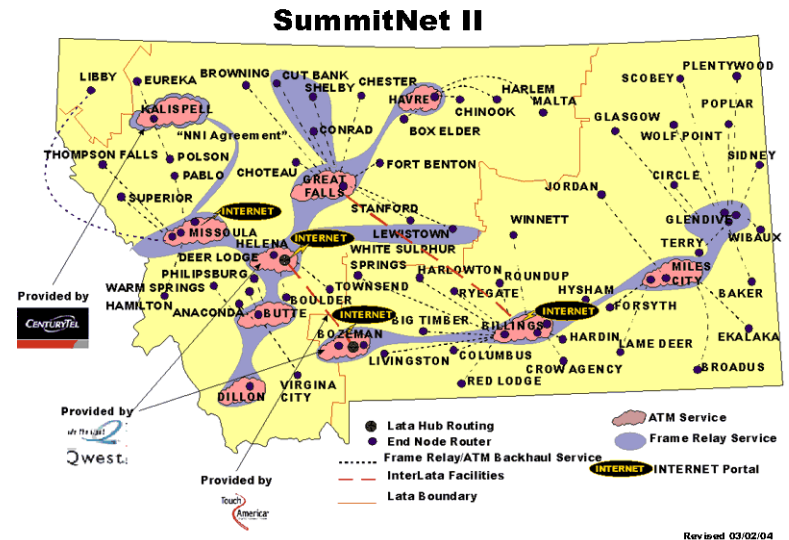 SummitNet II
LIBBY
EUREKA
BROWNING
CUT BANK
SHELBY
CHESTER
HAVRE
HARLEM
CHINOOK
MALTA
SCOBEY
PLENTYWOOD
POPLAR
GLASGOW
WOLF POINT
SIDNEY
KALISPELL
"NNI Agreement"
CONRAD
BOX ELDER
THOMPSON FALLS
POLSON
PABLO
CHOTEAU
FORT BENTON
GREAT
FALLS
CIRCLE
JORDAN
SUPERIOR
INTERNET
STANFORD
WINNETT
GLENDIVE
MISSOULA
HELENA
INTERNET
LEWISTOWN
WIBAUX
TERRY
DEER LODGE
WHITE SULPHUR
SPRINGS
HARLOWTON
ROUNDUP
MILES
CITY
PHILIPSBURG
WARM SPRINGS
HAMILTON
ANACONDA
BOULDER
TOWNSEND
RYEGATE
HYSHAM
FORSYTH
BAKER
Provided by
CENTURYTEL
BUTTE
INTERNET
BOZEMAN
BIG TIMBER
BILLINGS
INTERNET
HARDIN
LAME DEER
EKALAKA
LIVINGSTON
COLUMBUS
CROW AGENCY
BROADUS
RED LODGE
DILLON
VIRGINIA
CITY
Provided by
Qwest
Provided by
Touch
America
Lata Hub Routing
End Node Router
Frame Relay/ATM Backhaul Service
InterLata Facilities
Lata Boundary
ATM Service
Frame Relay Service
INTERNET
INTERNET Portal
Revised 03/02/04